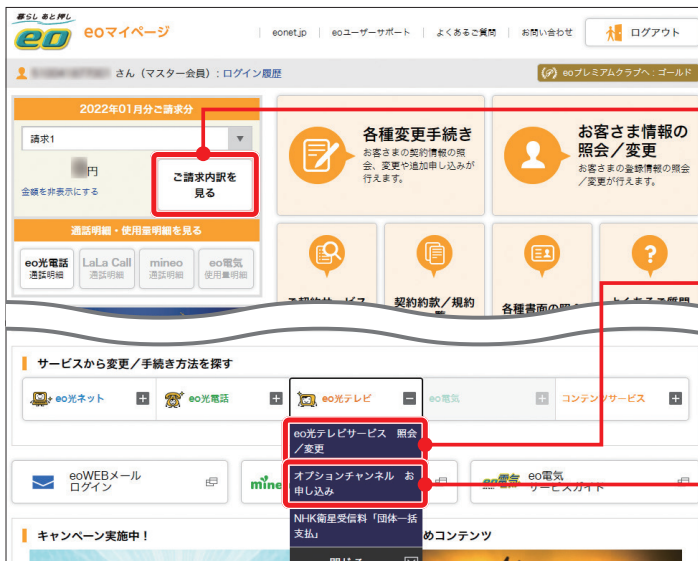 暮らし あと押し
eo eoマイページ
eonet.jp
eoユーザーサポート
よくあるご質問
お問い合わせ
ログアウト
さん（マスター会員）: ログイン履歴
eoプレミアムクラブへ：ゴールド
2022年01月分ご請求分
請求1
円
金額を非表示にする
ご請求内訳を
見る
通話明細・使用量明細を見る
eo光電話
通話明細
LaLa Call
通話明細
mineo
通話明細
eo電気
使用量明細
各種変更手続き
お客さまの契約情報の照
会、変更や追加申し込みが
行えます。
お客さま情報の
照会／変更
お客さまの登録情報の照会
／変更が行えます。
ご契約サービス
契約約款／規約
各種書面の照
よくあるご質問
サービスから変更／手続き方法を探す
eo光ネット
eo光電話
eo光テレビ
eo電気
コンテンツサービス
eo光テレビサービス　照会
／変更
オプションチャンネル　お
申し込み
NHK衛星受信料「団体一括
支払」
閉じる
eoWEBメール
ログイン
mine
eo電気
eo電気
サービスガイド
キャンペーン実施中！
めコンテンツ